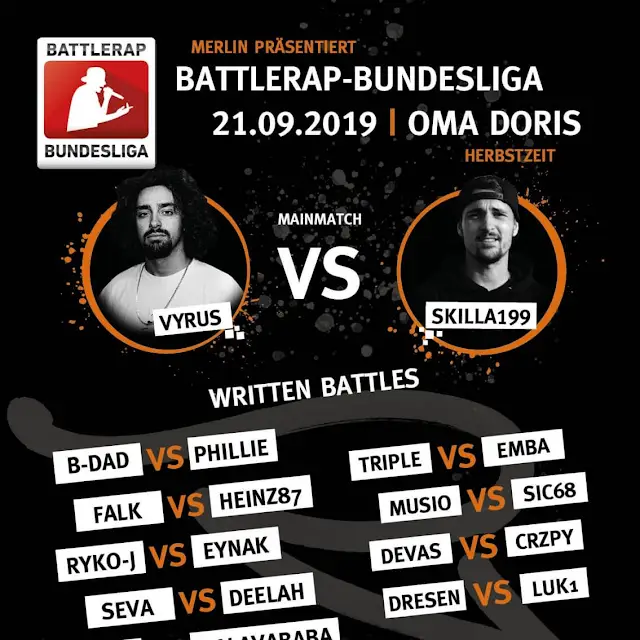 BATTLERAP
BUNDESLIGA
MERLIN PRÄSENTIERT
BATTLERAP-BUNDESLIGA
21.09.2019 | OMA DORIS
HERBSTZEIT
MAINMATCH
VS
VYRUS
SKILLA199
WRITTEN BATTLES
B-DAD VS PHILLIE
FALK VS HEINZ87
RYKO-J VS EYNAK
SEVA VS DEELAH
TRIPLE VS EMBA
MUSIO VS SIC68
DEVAS VS CRZPY
DRESEN VS LUK1